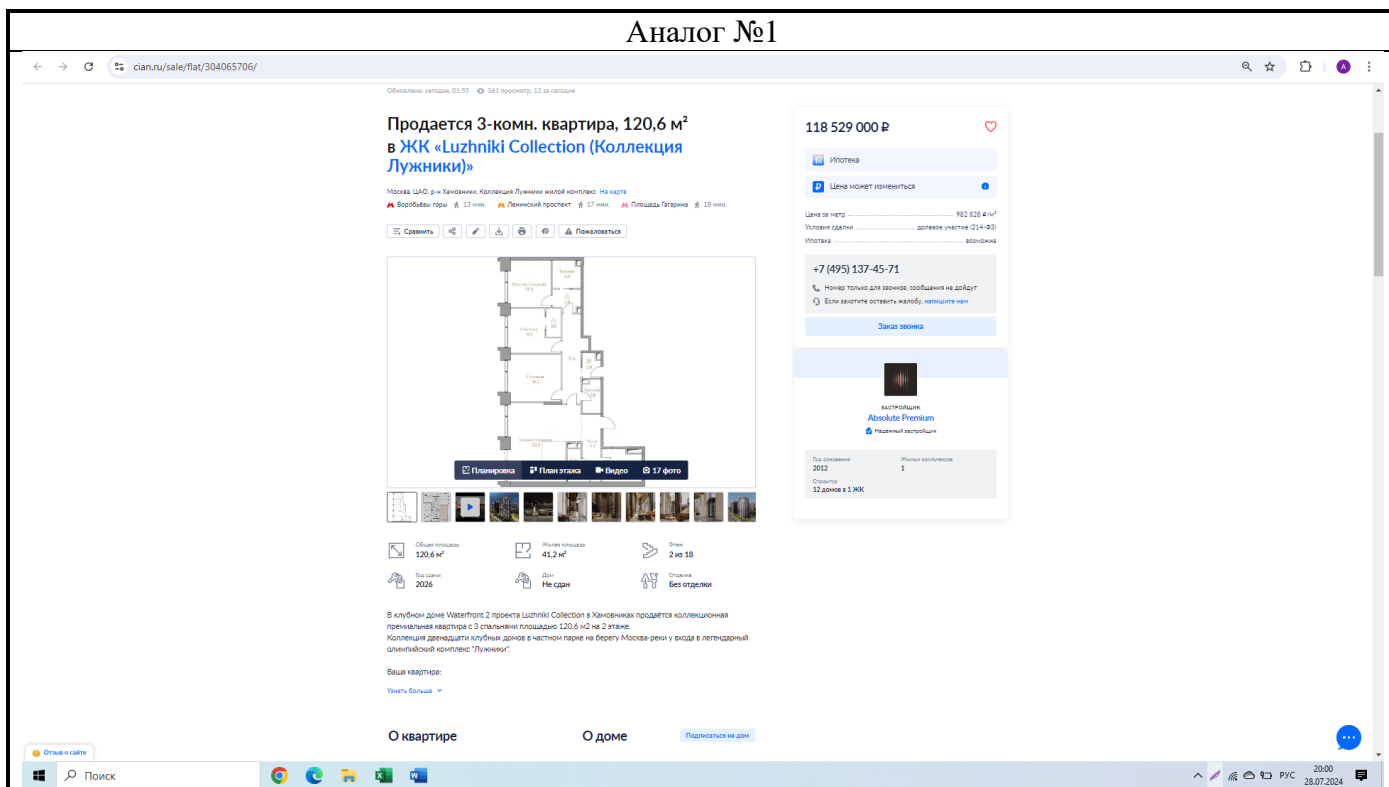 Аналог №1
cian.ru/sale/flat/304065706/
A
Обновлено: сегодня, 01:55 361 просмотр, 12 за сегодня
Продается 3-комн. квартира, 120,6 м²
в ЖК «Luzhniki Collection (Коллекция
Лужники)»
Москва, ЦАО, р-н Хамовники, Коллекция Лужники жилой комплекс На карте
Воробьёвы горы 13 мин. Ленинский проспект 17 мин. Площадь Гагарина 18 мин.
Сравнить Пожаловаться
Планировка План этажа Видео 17 фото
Общая площадь Жилая площадь Этаж
120,6 м² 41,2 м² 2 из 18
Год сдачи Дом Отделка
2026 Не сдан Без отделки
В клубном доме Waterfront 2 проекта Luzhniki Collection в Хамовниках продаётся коллекционная
премиальная квартира с 3 спальнями площадью 120,6 м2 на 2 этаже.
Коллекция двенадцати клубных домов в частном парке на берегу Москва-реки у входа в легендарный
олимпийский комплекс "Лужники".
Ваша квартира:
Узнать больше
О квартире О доме Подписаться на дом
118 529 000 ₽
Ипотека
Цена может измениться
Цена за метр 982 828 ₽/м²
Условия сделки долевое участие (214-ФЗ)
Ипотека возможна
+7 (495) 137-45-71
Номер только для звонков, сообщения не дойдут
Если захотите оставить жалобу, напишите нам
Заказ звонка
ЗАСТРОЙЩИК
Absolute Premium
Надежный застройщик
Год основания Жилых комплексов
2012 1
Строится
12 домов в 1 ЖК
Отзыв о сайте
Поиск
РУС
20:00
28.07.2024